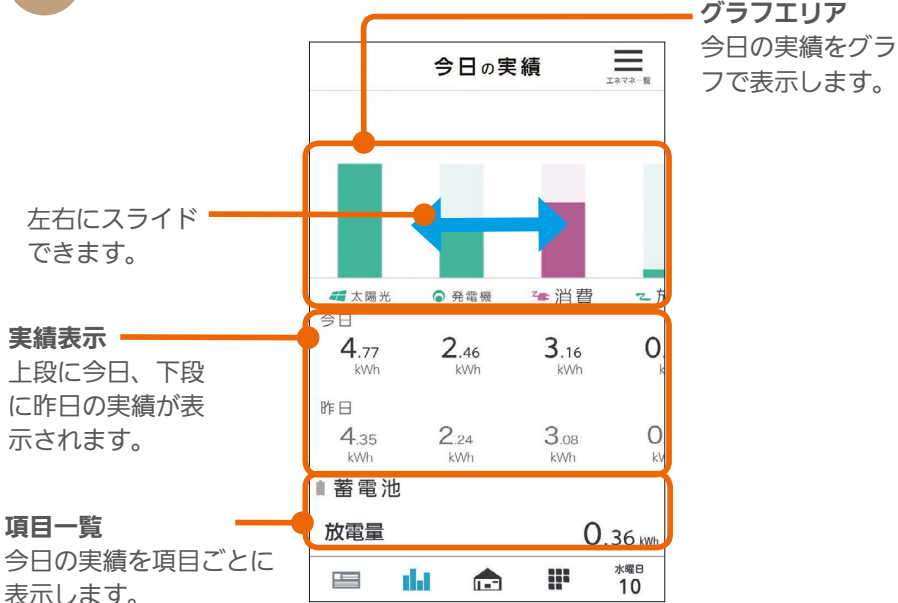 グラフエリア
今日の実績をグラ
フで表示します。
今日の実績
エネマネ一覧
左右にスライド
できます。
太陽光
発電機
消費
実績表示
上段に今日、下段
に昨日の実績が表
示されます。
今日
4.77 kWh
2.46 kWh
3.16 kWh
0.
昨日
4.35 kWh
2.24 kWh
3.08 kWh
0
項目一覧
今日の実績を項目ごとに
表示します。
蓄電池
放電量 0.36 kWh
水曜日
10